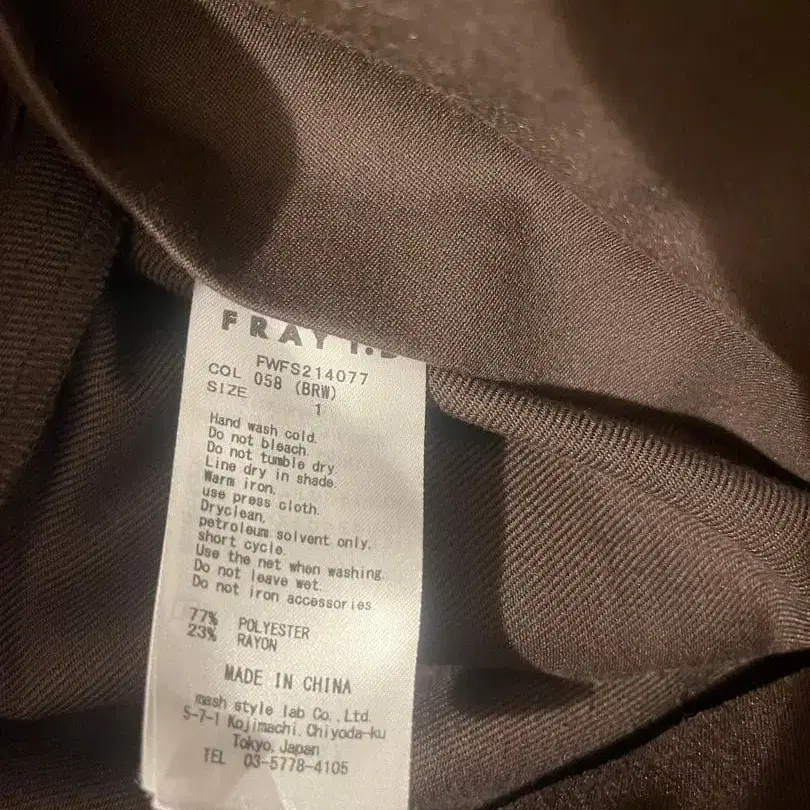 FRAY I.D
FWFS214077
COL 058 (BRW)
SIZE 1
Hand wash cold.
Do not bleach.
Do not tumble dry.
Line dry in shade.
Warm iron.
use press cloth.
Dryclean,
petroleum solvent only.
short cycle.
Use the net when washing.
Do not leave wet.
Do not iron accessories
77% POLYESTER
23% RAYON
MADE IN CHINA
mash style lab Co.,Ltd.
5-7-1 Kojimachi.Chiyoda-ku
Tokyo,Japan
TEL 03-5778-4105